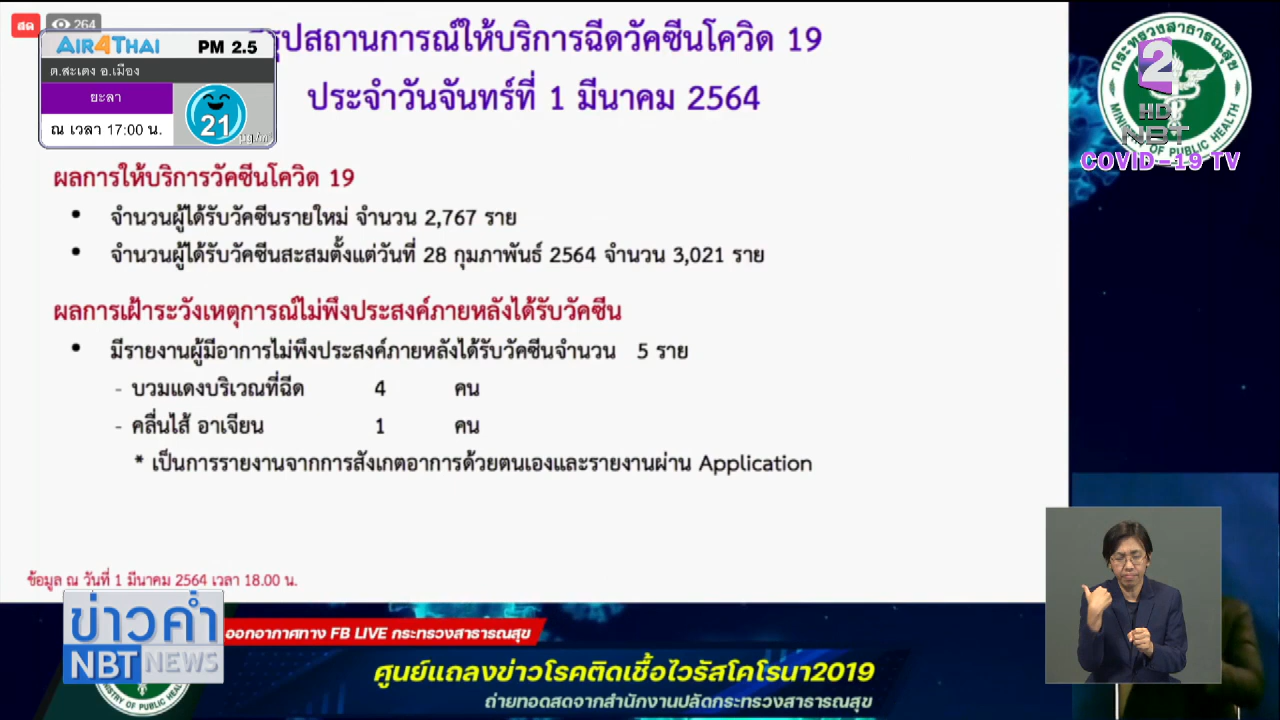 สด 264
AIR4THAI PM 2.5
ต.สะเตง อ.เมือง
ยะลา
ณ เวลา 17:00 น.
21
ปสถานการณ์ให้บริการฉีดวัคซีนโควิด 19
ประจำวันจันทร์ที่ 1 มีนาคม 2564
กระทรวงสาธารณสุข
MINISTRY OF PUBLIC HEALTH
2
HD
NBT
COVID-19 TV
ผลการให้บริการวัคซีนโควิด 19
• จำนวนผู้ได้รับวัคซีนรายใหม่ จำนวน 2,767 ราย
• จำนวนผู้ได้รับวัคซีนสะสมตั้งแต่วันที่ 28 กุมภาพันธ์ 2564 จำนวน 3,021 ราย
ผลการเฝ้าระวังเหตุการณ์ไม่พึงประสงค์ภายหลังได้รับวัคซีน
• มีรายงานผู้มีอาการไม่พึงประสงค์ภายหลังได้รับวัคซีนจำนวน 5 ราย
- บวมแดงบริเวณที่ฉีด 4 คน
- คลื่นไส้ อาเจียน 1 คน
* เป็นการรายงานจากการสังเกตอาการด้วยตนเองและรายงานผ่าน Application
ข้อมูล ณ วันที่ 1 มีนาคม 2564 เวลา 18.00 น.
ข่าวค่ำ
NBT NEWS
ออกอากาศทาง FB LIVE กระทรวงสาธารณสุข
ศูนย์แถลงข่าวโรคติดเชื้อไวรัสโคโรนา2019
ถ่ายทอดสดจากสำนักงานปลัดกระทรวงสาธารณสุข